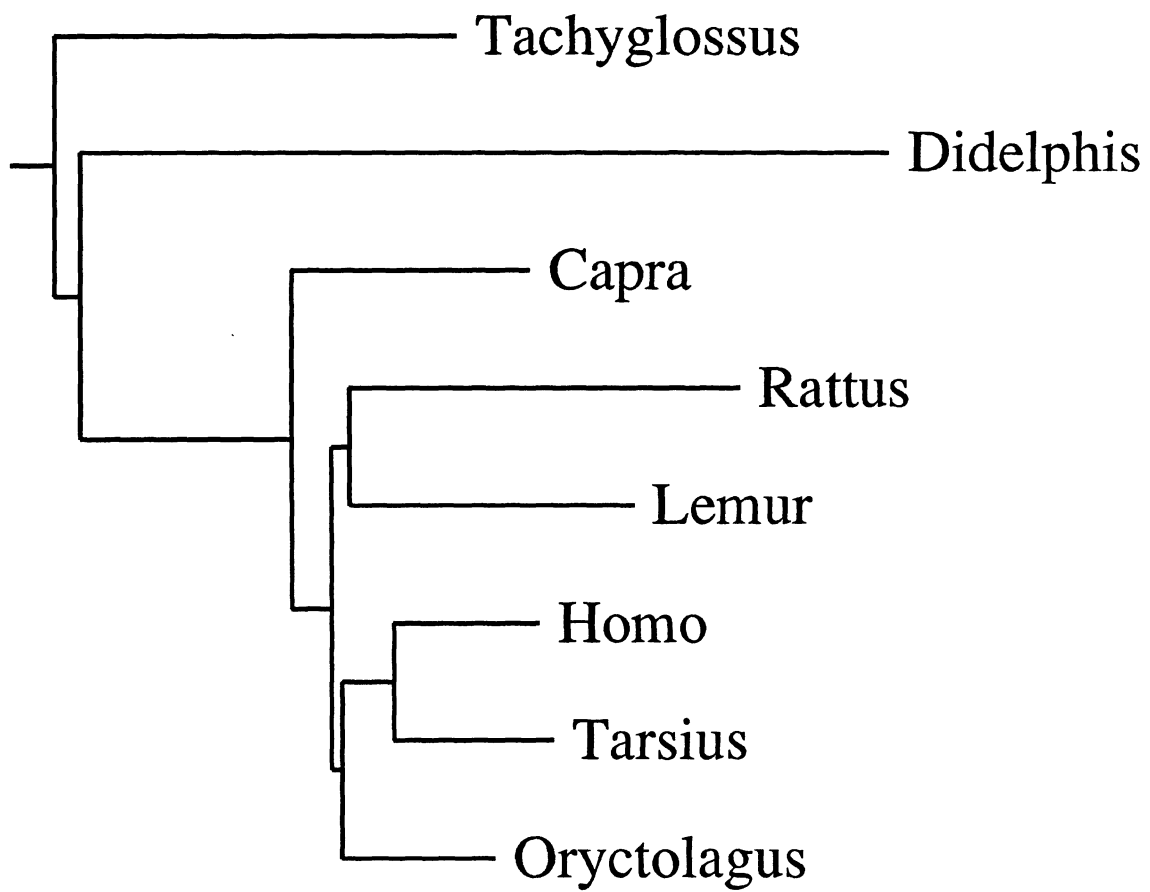 Tachyglossus
Didelphis
Capra
Rattus
Lemur
Homo
Tarsius
Oryctolagus